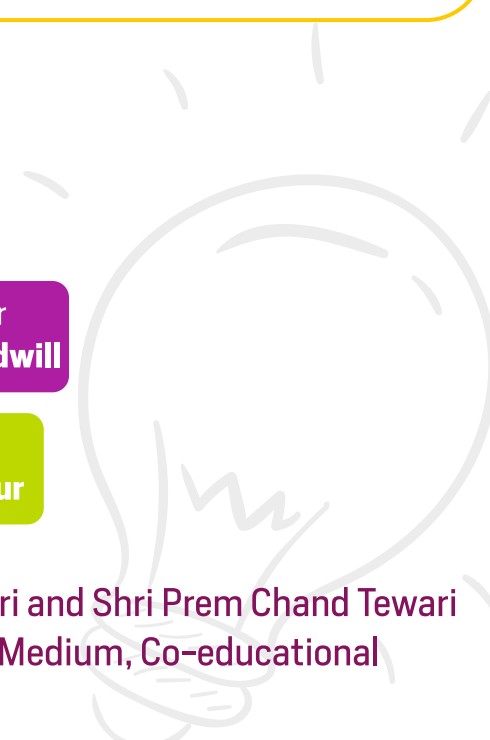 r
dwill
ur
ri and Shri Prem Chand Tewari
Medium, Co-educational